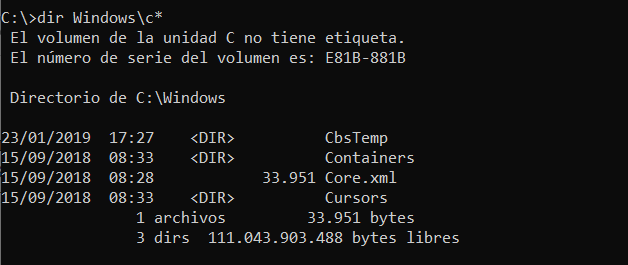 C:\>dir Windows\c*
El volumen de la unidad C no tiene etiqueta.
El número de serie del volumen es: E81B-881B
Directorio de C:\Windows
23/01/2019  17:27    <DIR>          CbsTemp
15/09/2018  08:33    <DIR>          Containers
15/09/2018  08:28            33.951 Core.xml
15/09/2018  08:33    <DIR>          Cursors
1 archivos         33.951 bytes
3 dirs  111.043.903.488 bytes libres